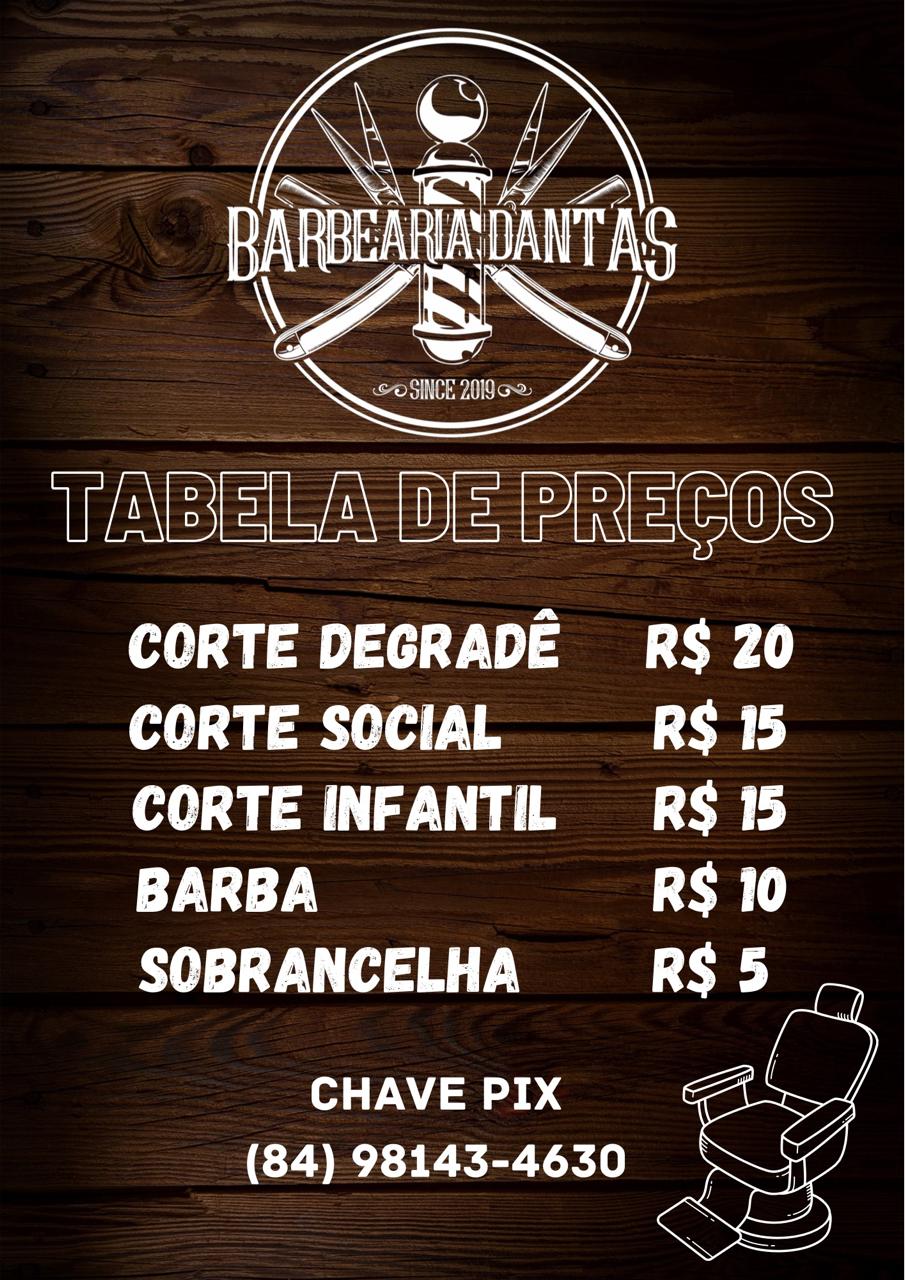 BARBEARIA DANTAS
SINCE 2019
TABELA DE PREÇOS
CORTE DEGRADÊ R$ 20
CORTE SOCIAL R$ 15
CORTE INFANTIL R$ 15
BARBA R$ 10
SOBRANCELHA R$ 5
CHAVE PIX
(84) 98143-4630